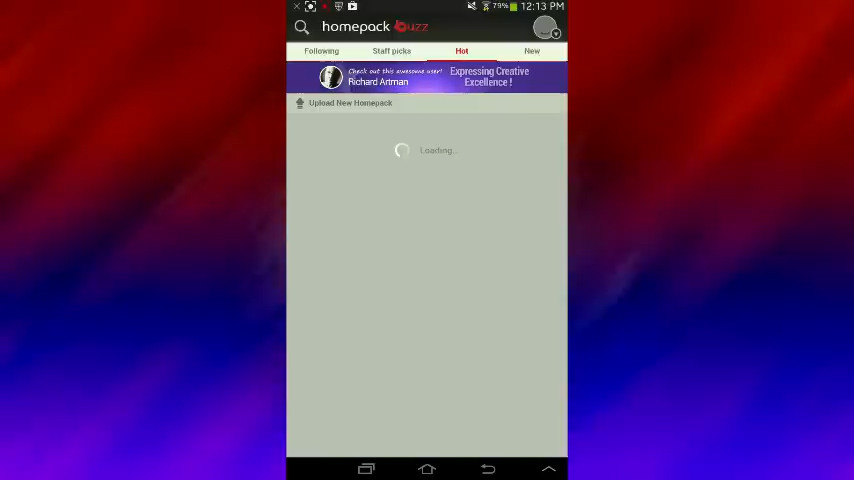 79% 12:13 PM
homepack buzz
Following Staff picks Hot New
Check out this awesome user!
Richard Artman
Expressing Creative
Excellence !
Upload New Homepack
Loading...